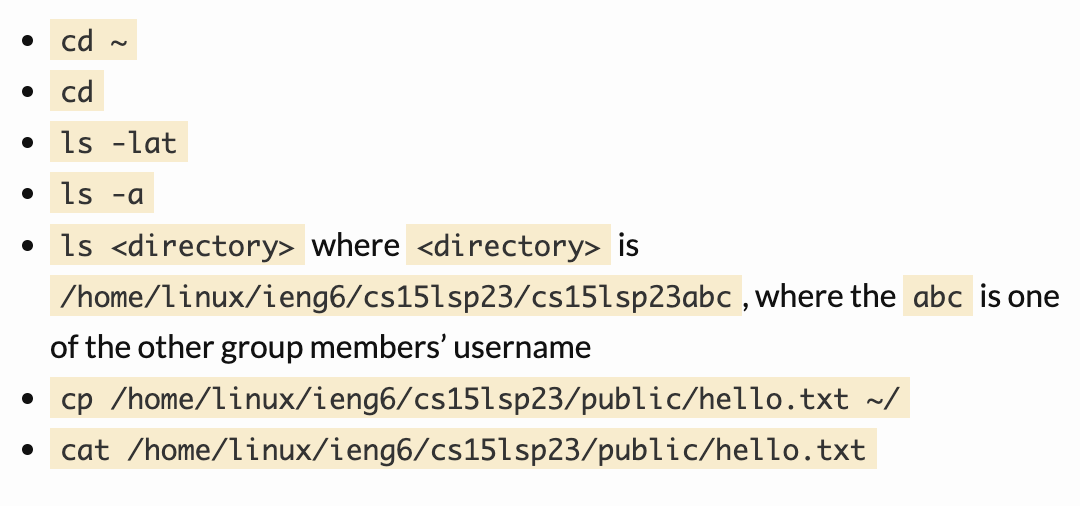 • cd ~
• cd
• ls -lat
• ls -a
• ls <directory> where <directory> is
/home/linux/ieng6/cs15lsp23/cs15lsp23abc, where the abc is one
of the other group members’ username
• cp /home/linux/ieng6/cs15lsp23/public/hello.txt ~/
• cat /home/linux/ieng6/cs15lsp23/public/hello.txt